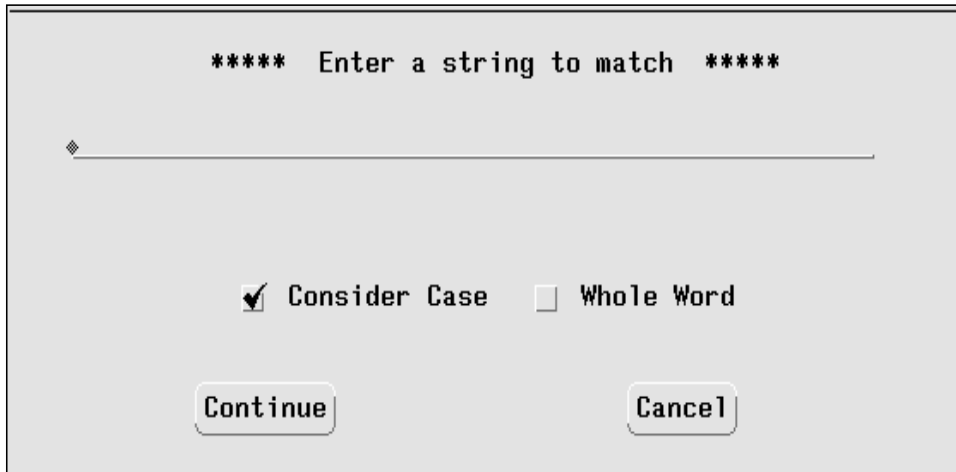 ***** Enter a string to match *****
Consider Case Whole Word
Continue Cancel